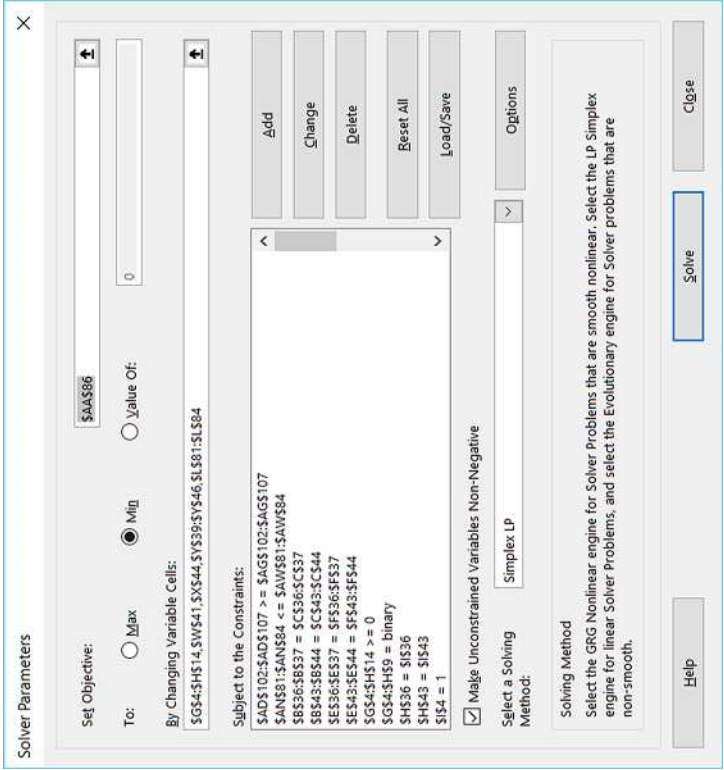 Solver Parameters
Set Objective:
$AA$86
To:
Max
Min
Value Of:
0
By Changing Variable Cells:
$G$4:$H$14,$W$41,$X$44,$Y$39:$Y$46,$L$81:$L$84
Subject to the Constraints:
$AD$102:$AD$107 >= $AG$102:$AG$107
$AN$81:$AN$84 <= $AW$81:$AW$84
$B$36:$B$37 = $C$36:$C$37
$B$43:$B$44 = $C$43:$C$44
$E$36:$E$37 = $F$36:$F$37
$E$43:$E$44 = $F$43:$F$44
$G$4:$H$14 >= 0
$G$4:$H$9 = binary
$H$36 = $I$36
$H$43 = $I$43
$I$4 = 1
Add
Change
Delete
Reset All
Load/Save
Make Unconstrained Variables Non-Negative
Select a Solving
Method:
Simplex LP
Options
Solving Method
Select the GRG Nonlinear engine for Solver Problems that are smooth nonlinear. Select the LP Simplex
engine for linear Solver Problems, and select the Evolutionary engine for Solver problems that are
non-smooth.
Help
Solve
Close